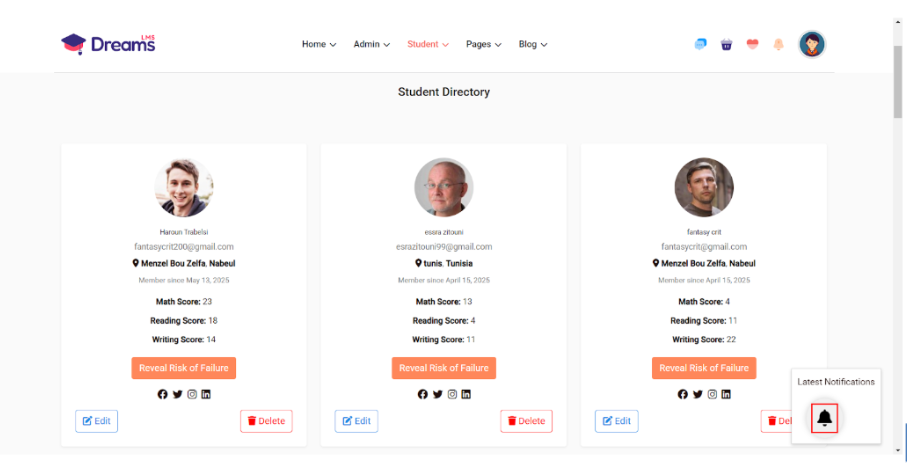 Dreams LMS
Home Admin Student Pages Blog
Student Directory
Haroun Trabelsi
fantasycrit200@gmail.com
Menzel Bou Zelfa, Nabeul
Member since May 13, 2025
Math Score: 23
Reading Score: 18
Writing Score: 14
Reveal Risk of Failure
Edit
Delete
essra zitouni
esrazitouni99@gmail.com
tunis, Tunisia
Member since April 15, 2025
Math Score: 13
Reading Score: 4
Writing Score: 11
Reveal Risk of Failure
Edit
Delete
fantasy crit
fantasycrit@gmail.com
Menzel Bou Zelfa, Nabeul
Member since April 15, 2025
Math Score: 4
Reading Score: 11
Writing Score: 22
Reveal Risk of Failure
Edit
Del
Latest Notifications